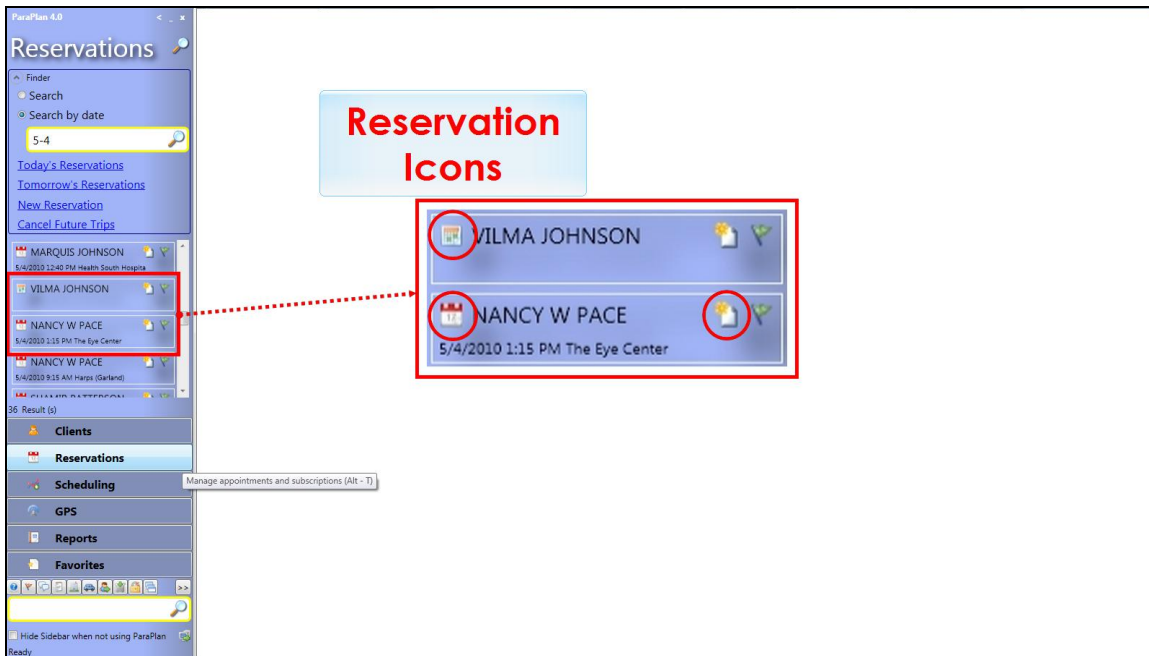 ParaPlan 4.0
Reservations
Finder
Search
Search by date
5-4
Today's Reservations
Tomorrow's Reservations
New Reservation
Cancel Future Trips
MARQUIS JOHNSON
5/4/2010 12:40 PM Health South Hospita
VILMA JOHNSON
NANCY W PACE
5/4/2010 1:15 PM The Eye Center
NANCY W PACE
5/4/2010 9:15 AM Harps (Garland)
36 Result (s)
Clients
Reservations
Scheduling
Manage appointments and subscriptions (Alt - T)
GPS
Reports
Favorites
>>
Hide Sidebar when not using ParaPlan
Ready
Reservation
Icons
VILMA JOHNSON
12
NANCY W PACE
5/4/2010 1:15 PM The Eye Center